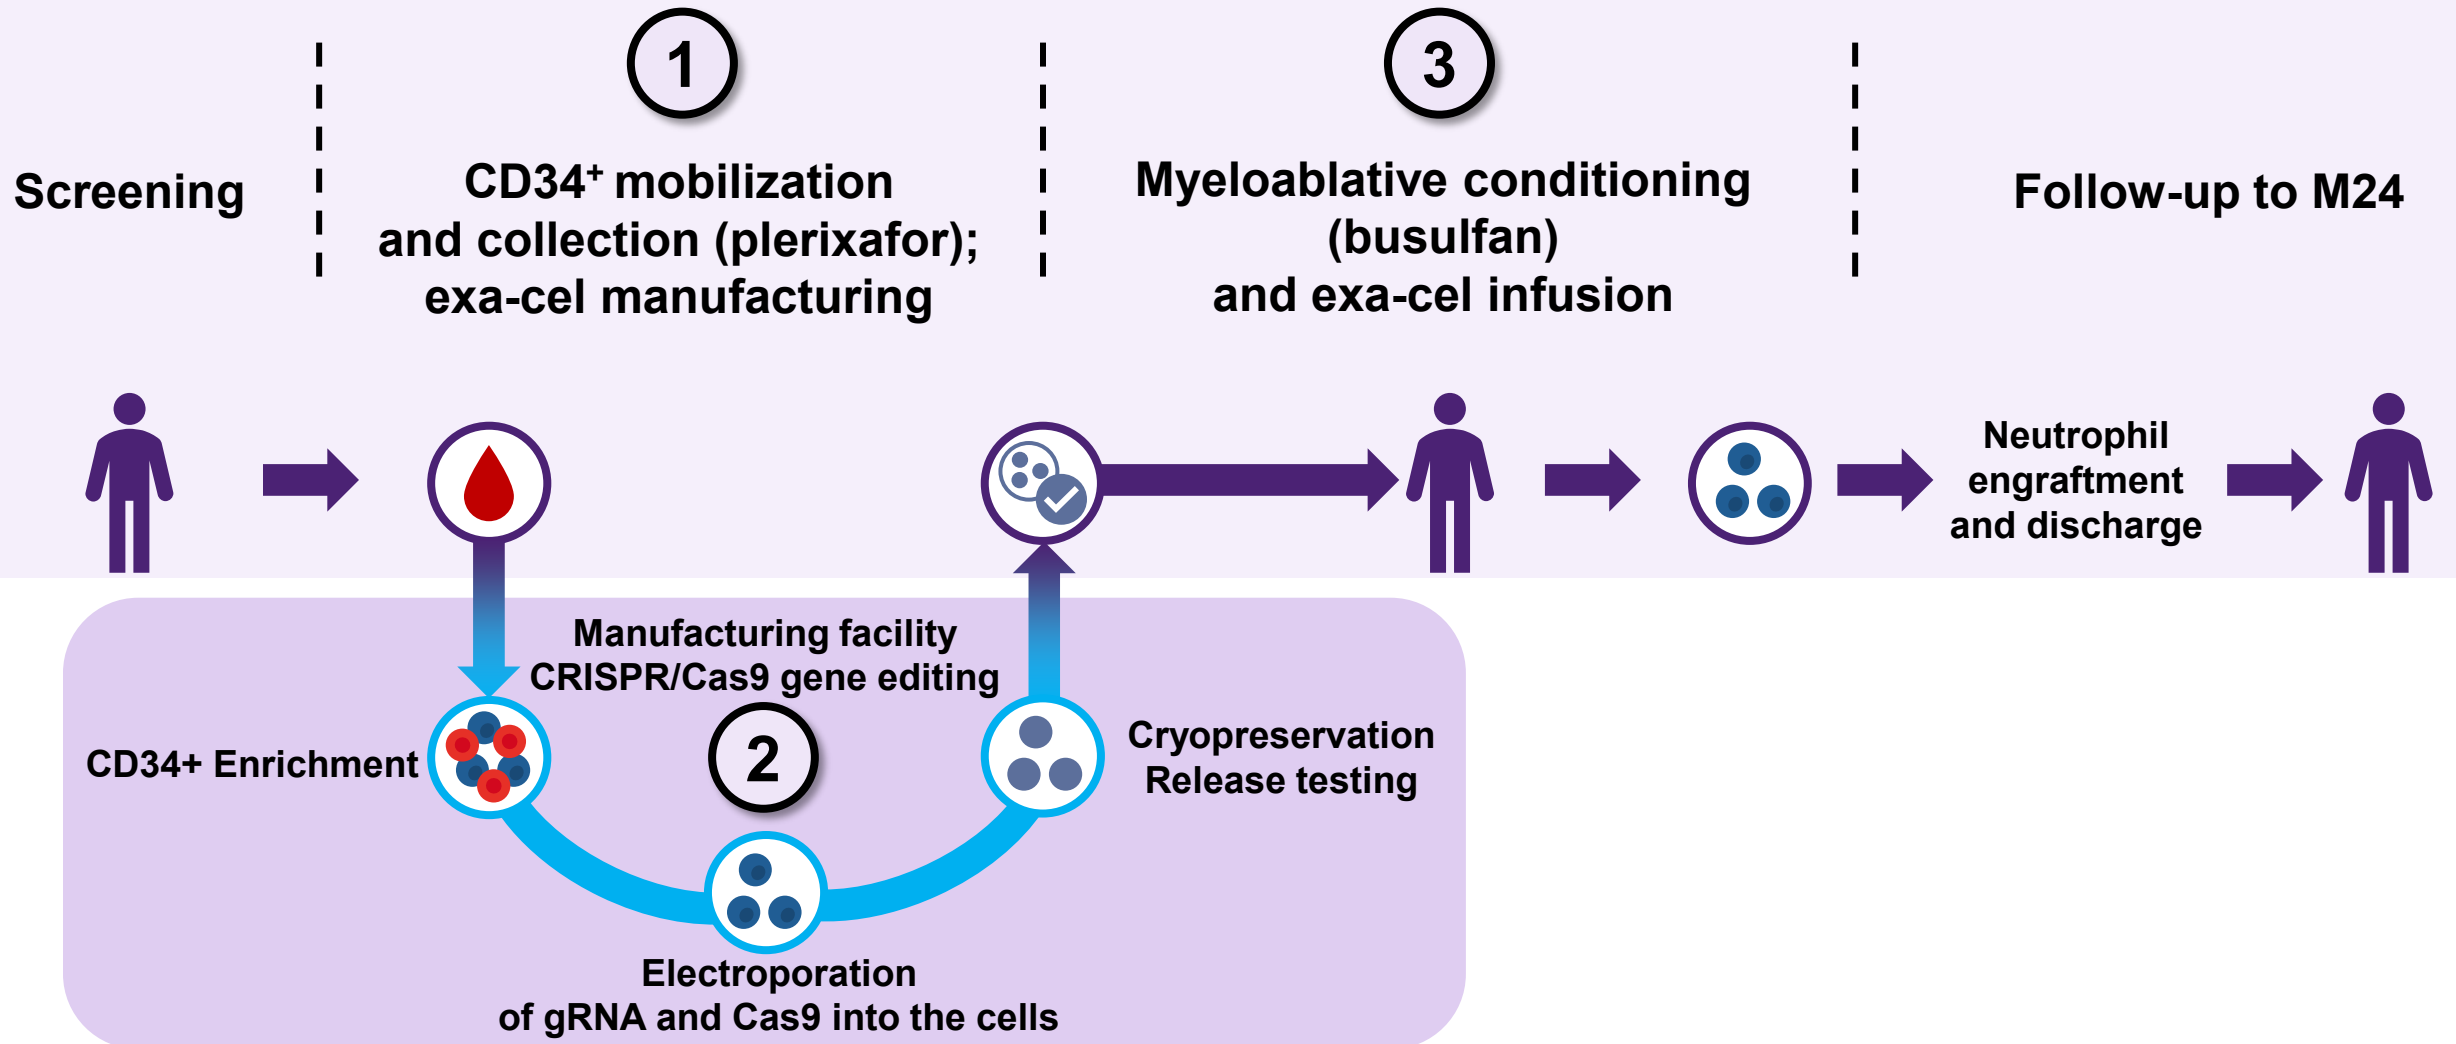 Screening
1
CD34⁺ mobilization
and collection (plerixafor);
exa-cel manufacturing
3
Myeloablative conditioning
(busulfan)
and exa-cel infusion
Follow-up to M24
Neutrophil
engraftment
and discharge
Manufacturing facility
CRISPR/Cas9 gene editing
2
CD34+ Enrichment
Electroporation
of gRNA and Cas9 into the cells
Cryopreservation
Release testing